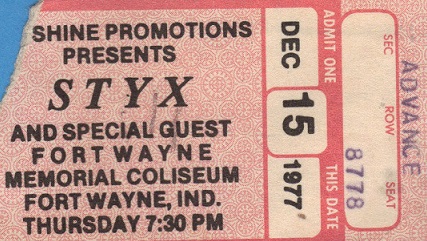 SHINE PROMOTIONS
PRESENTS
STYX
AND SPECIAL GUEST
FORT WAYNE
MEMORIAL COLISEUM
FORT WAYNE, IND.
THURSDAY 7:30 PM
ADMIT ONE
THIS DATE
DEC
15
1977
SEC
ROW
SEAT
ADVANCE
8778